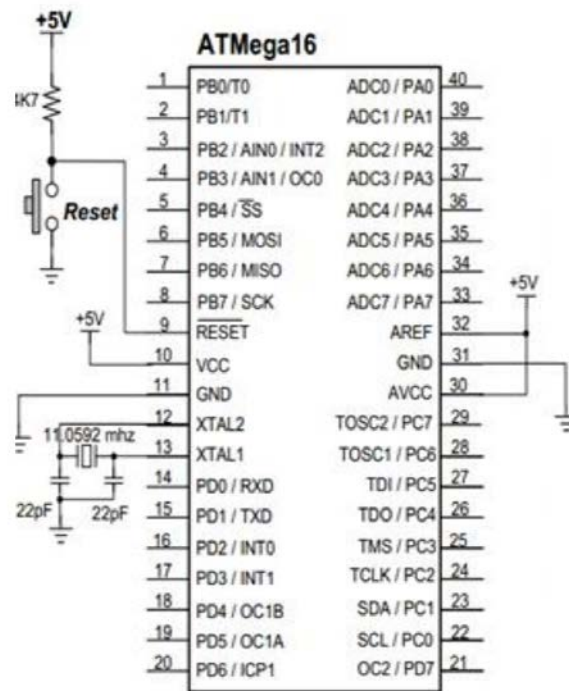 +5V
ATMega16
4K7
Reset
+5V
11.0592 mhz
22pF 22pF
1 PB0/T0 ADC0 / PA0 40
2 PB1/T1 ADC1 / PA1 39
3 PB2 / AIN0 / INT2 ADC2 / PA2 38
4 PB3 / AIN1 / OC0 ADC3 / PA3 37
5 PB4 / SS ADC4 / PA4 36
6 PB5 / MOSI ADC5 / PA5 35
7 PB6 / MISO ADC6 / PA6 34
8 PB7 / SCK ADC7 / PA7 33
9 RESET AREF 32
10 VCC GND 31
11 GND AVCC 30
12 XTAL2 TOSC2 / PC7 29
13 XTAL1 TOSC1 / PC6 28
14 PD0 / RXD TDI / PC5 27
15 PD1 / TXD TDO / PC4 26
16 PD2 / INT0 TMS / PC3 25
17 PD3 / INT1 TCLK / PC2 24
18 PD4 / OC1B SDA / PC1 23
19 PD5 / OC1A SCL / PC0 22
20 PD6 / ICP1 OC2 / PD7 21
+5V